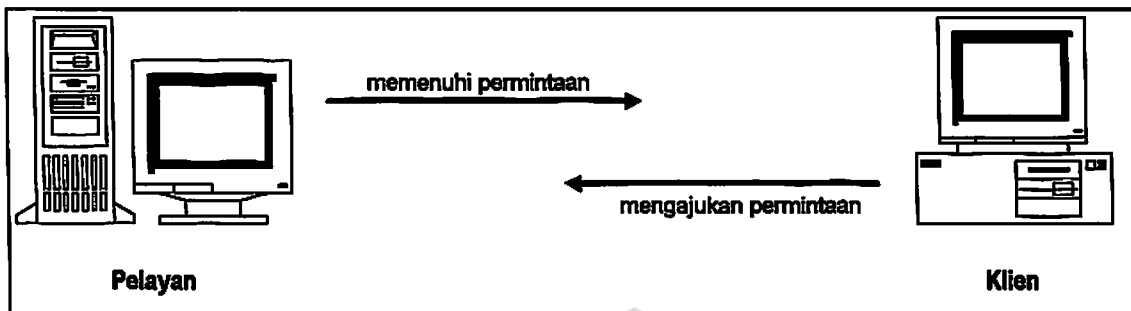 memenuhi permintaan
mengajukan permintaan
Pelayan
Klien